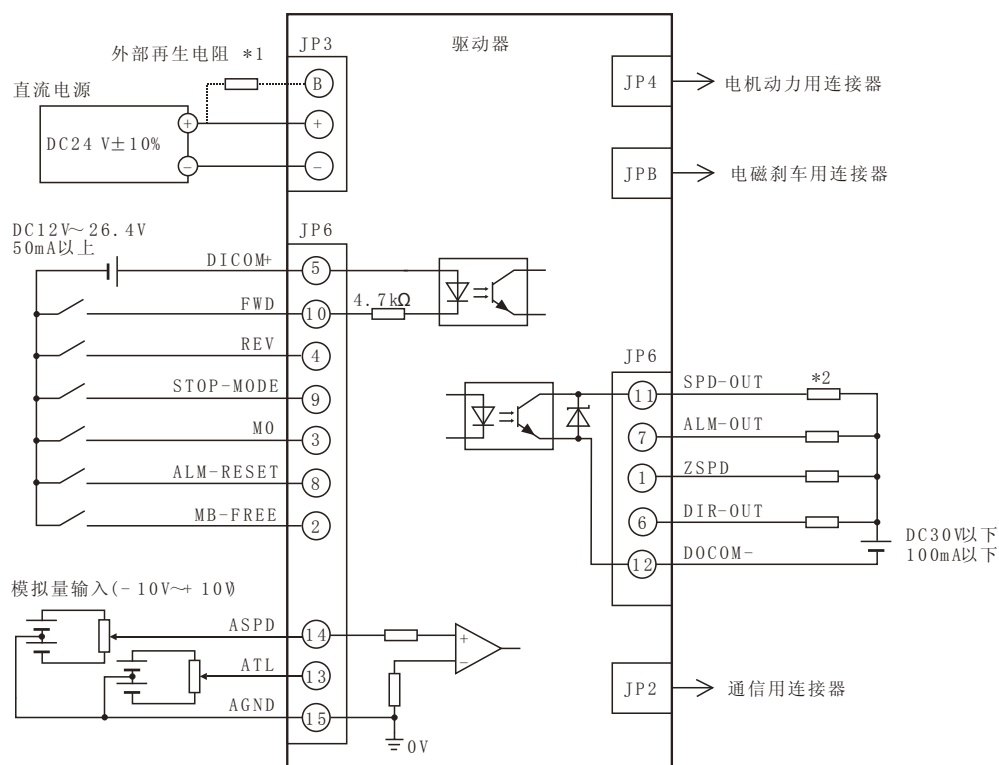 JP3
驱动器
外部再生电阻 *1
直流电源
B
+
DC24 V±10%
+
-
-
JP4
电机动力用连接器
JPB
电磁刹车用连接器
DC12V~26.4V
50mA以上
JP6
DICOM+
5
FWD
10
4.7kΩ
REV
4
STOP-MODE
9
M0
3
ALM-RESET
8
MB-FREE
2
JP6
11
SPD-OUT
*2
7
ALM-OUT
1
ZSPD
6
DIR-OUT
12
DOCOM-
DC30V以下
100mA以下
模拟量输入(-10V~+10V)
ASPD
14
+
-
ATL
13
AGND
15
0V
JP2
通信用连接器